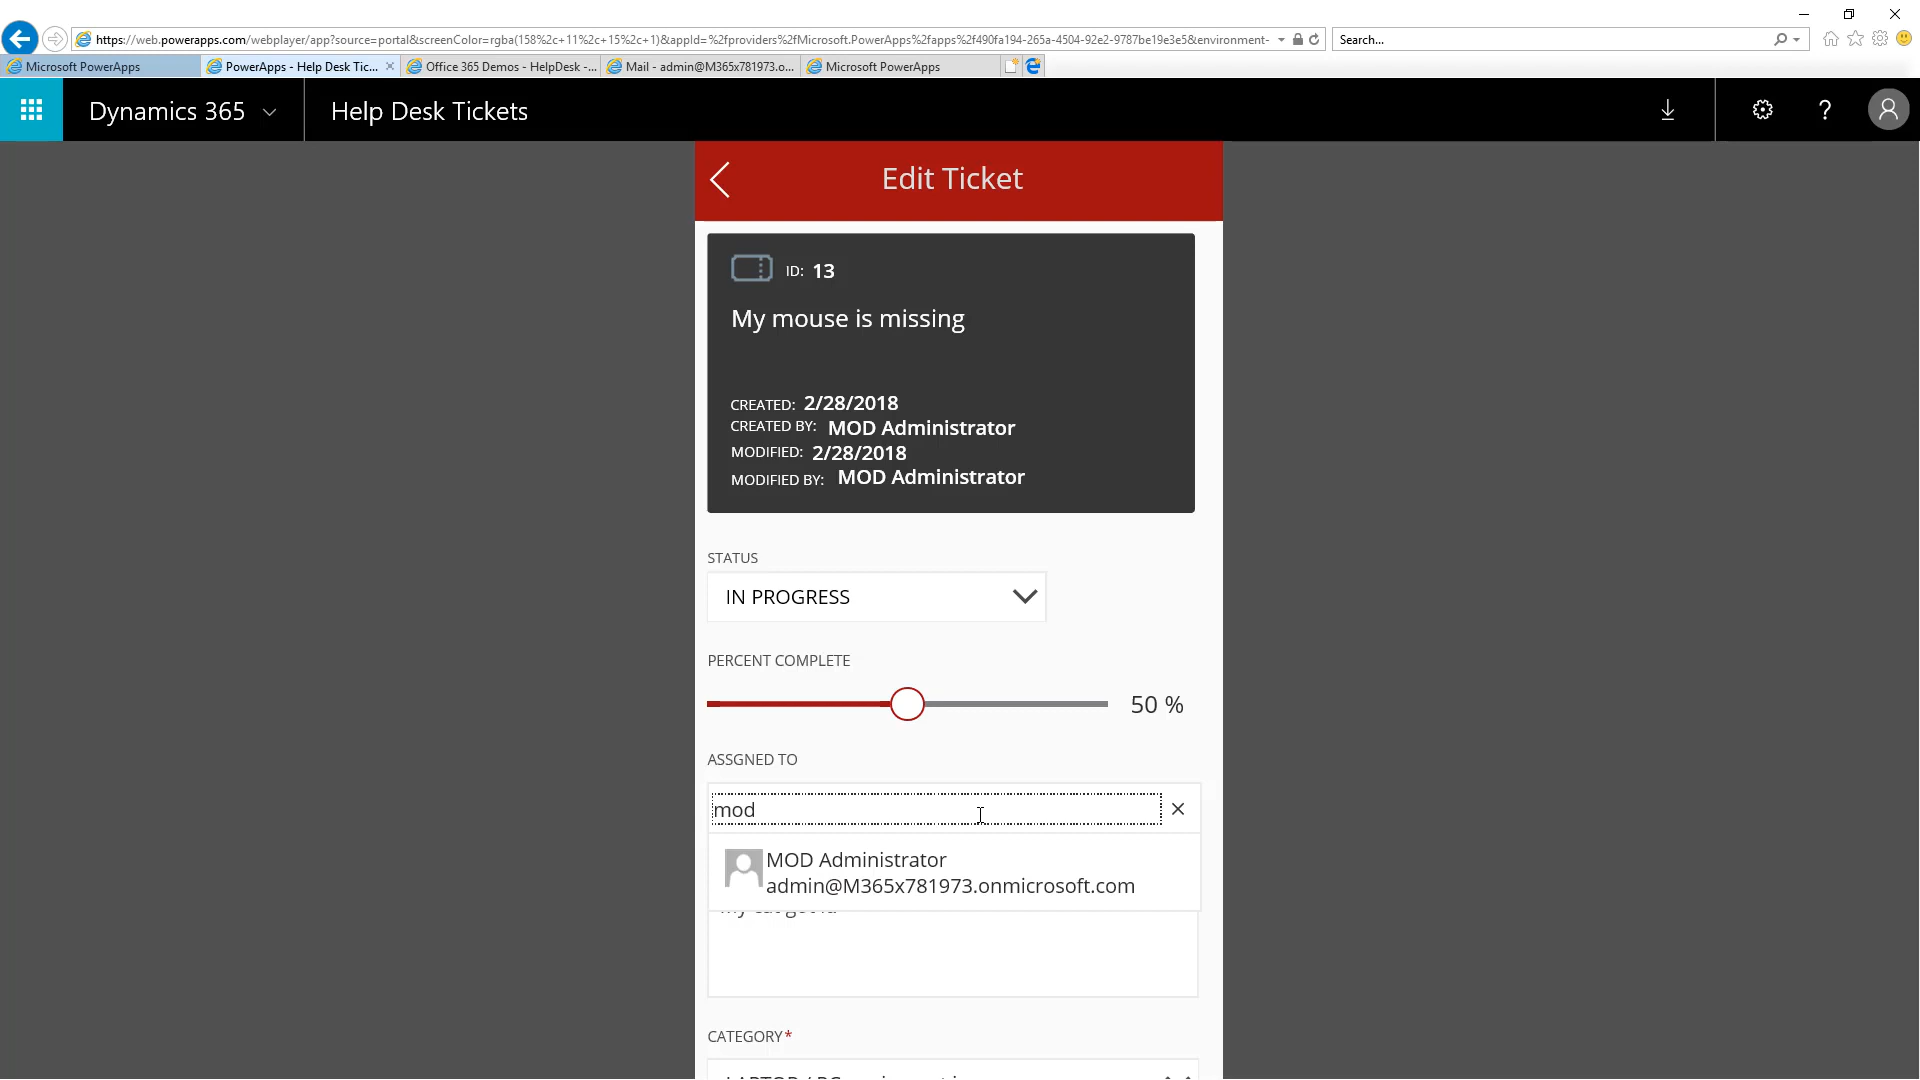 https://web.powerapps.com/webplayer/app?source=portal&screenColor=rgba(158%2c+11%2c+15%2c+1)&appId=%2fproviders%2fMicrosoft.PowerApps%2fapps%2f490fa194-265a-4504-92e2-9787be19e3e5&environment-
Search...
Microsoft PowerApps
PowerApps - Help Desk Tic...
Office 365 Demos - HelpDesk -...
Mail - admin@M365x781973.o...
Microsoft PowerApps
Dynamics 365
Help Desk Tickets
Edit Ticket
ID: 13
My mouse is missing
CREATED: 2/28/2018
CREATED BY: MOD Administrator
MODIFIED: 2/28/2018
MODIFIED BY: MOD Administrator
STATUS
IN PROGRESS
PERCENT COMPLETE
50 %
ASSGNED TO
mod
MOD Administrator
admin@M365x781973.onmicrosoft.com
CATEGORY*